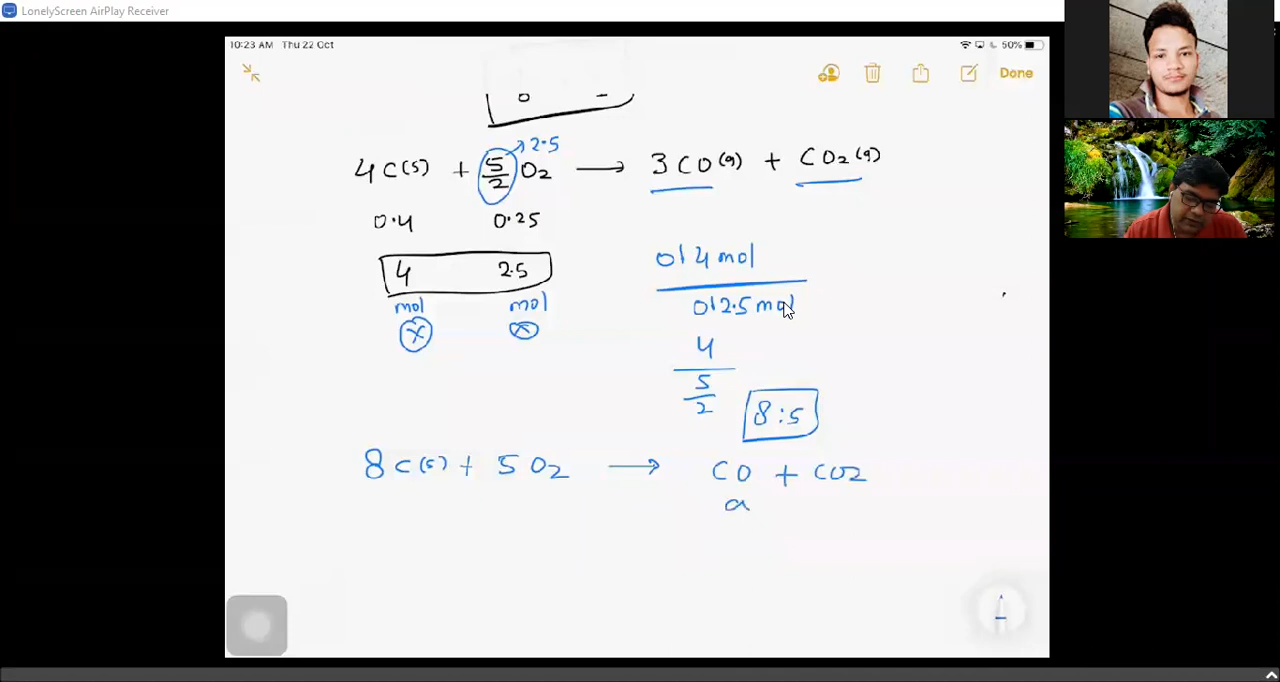 LonelyScreen AirPlay Receiver
10:23 AM Thu 22 Oct
50%
Done
0 -
→ 2.5
4C(s) + 5/2 O2 → 3CO(g) + CO2(g)
0.4 0.25
4 2.5
mol mol
x x
0.4 mol
0.25 mol
4
5
2
8:5
8C(s) + 5O2 → CO + CO2
a